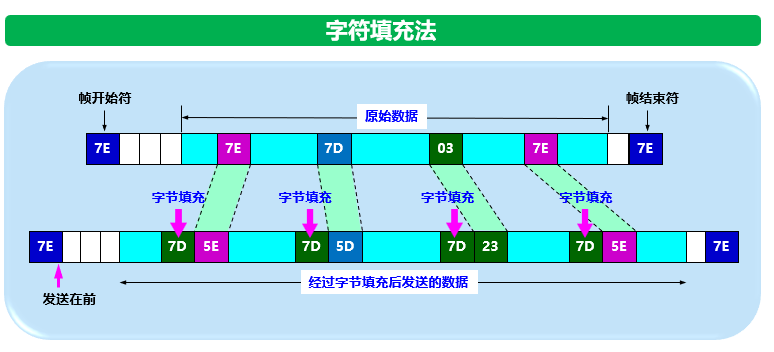 字符填充法
帧开始符
原始数据
帧结束符
7E 7E 7D 03 7E 7E
字节填充 字节填充 字节填充 字节填充
7E 7D 5E 7D 5D 7D 23 7D 5E 7E
经过字节填充后发送的数据
发送在前